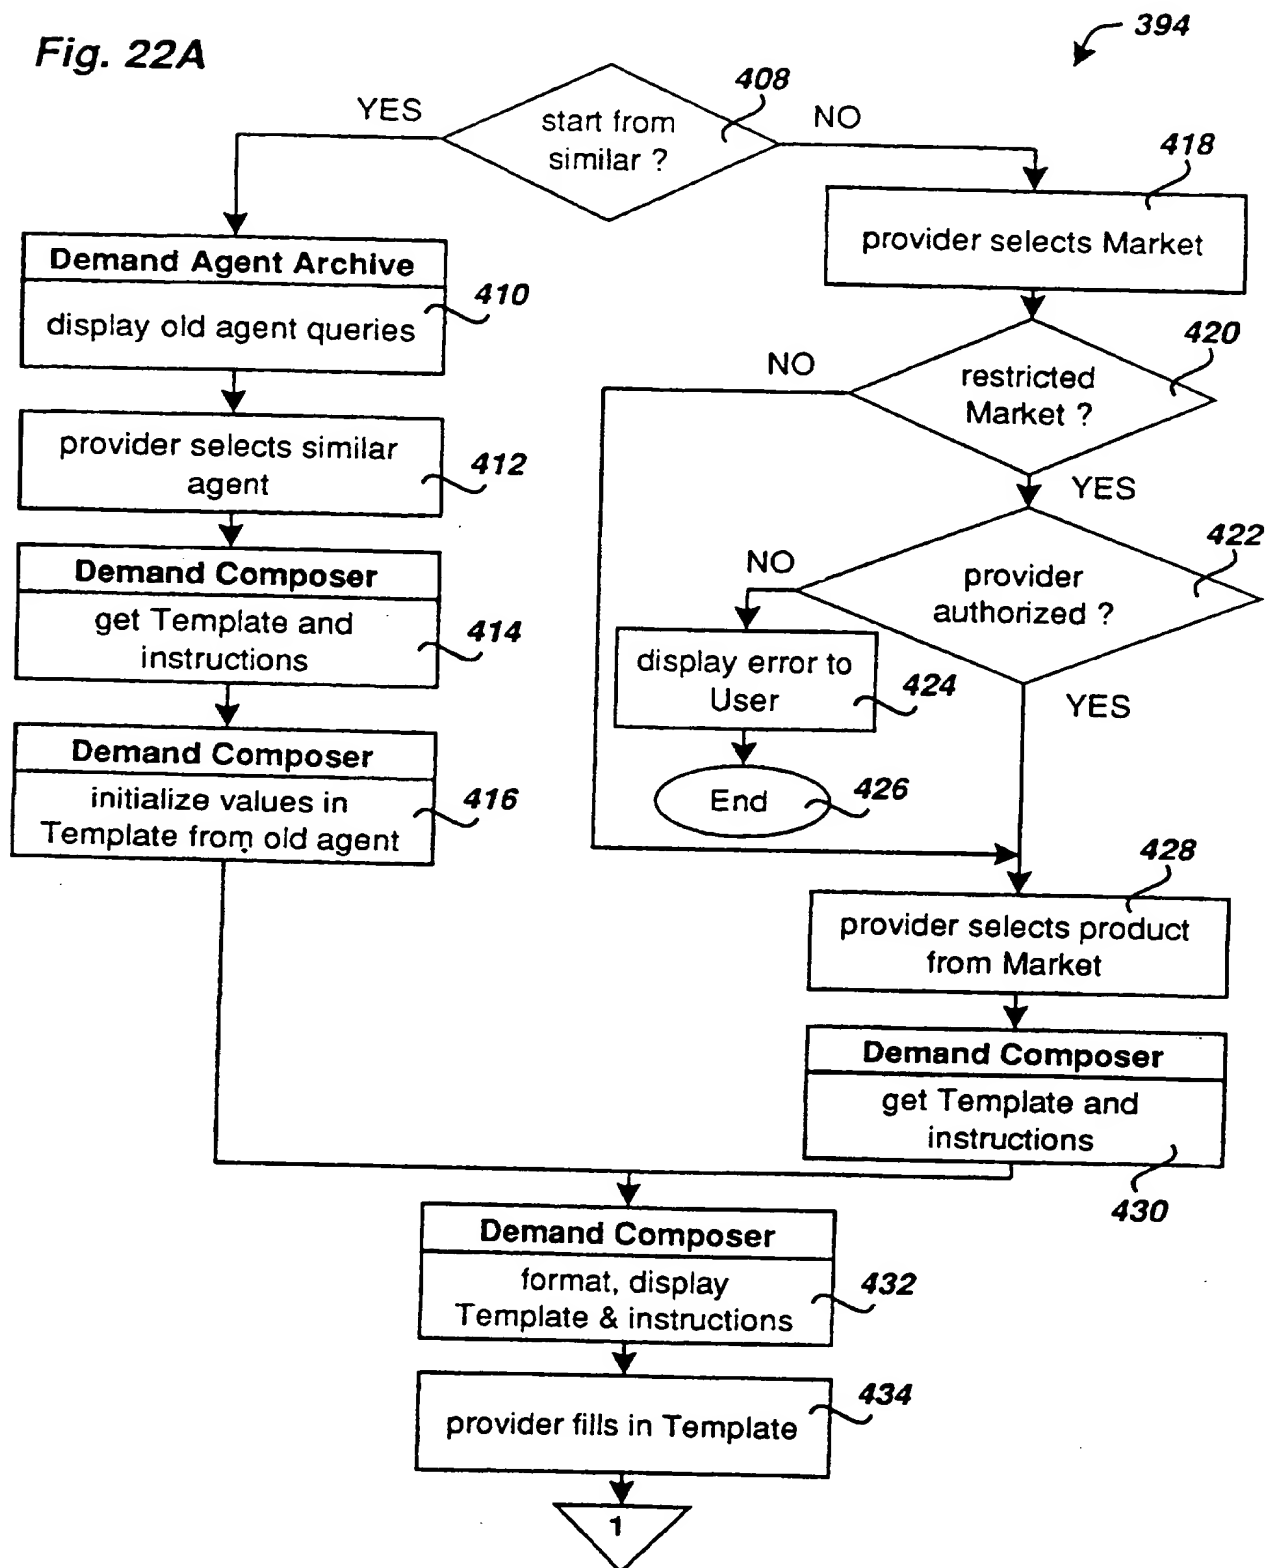 Fig. 22A
394
408
start from
similar ?
YES
NO
418
provider selects Market
Demand Agent Archive
410
display old agent queries
420
restricted
Market ?
NO
YES
provider selects similar
agent
412
422
provider
authorized ?
NO
YES
Demand Composer
get Template and
instructions
414
display error to
User
424
Demand Composer
initialize values in
Template from old agent
416
End
426
428
provider selects product
from Market
Demand Composer
get Template and
instructions
430
Demand Composer
format, display
Template & instructions
432
provider fills in Template
434
1